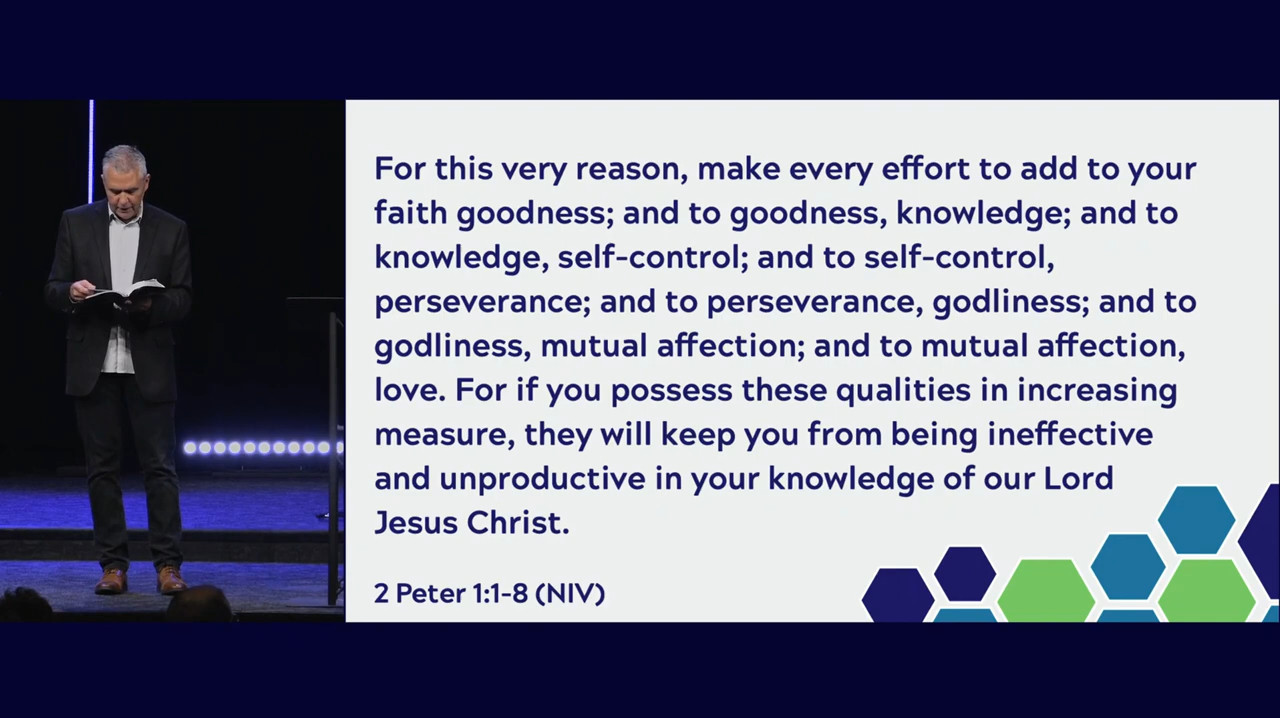 For this very reason, make every effort to add to your
faith goodness; and to goodness, knowledge; and to
knowledge, self-control; and to self-control,
perseverance; and to perseverance, godliness; and to
godliness, mutual affection; and to mutual affection,
love. For if you possess these qualities in increasing
measure, they will keep you from being ineffective
and unproductive in your knowledge of our Lord
Jesus Christ.
2 Peter 1:1-8 (NIV)